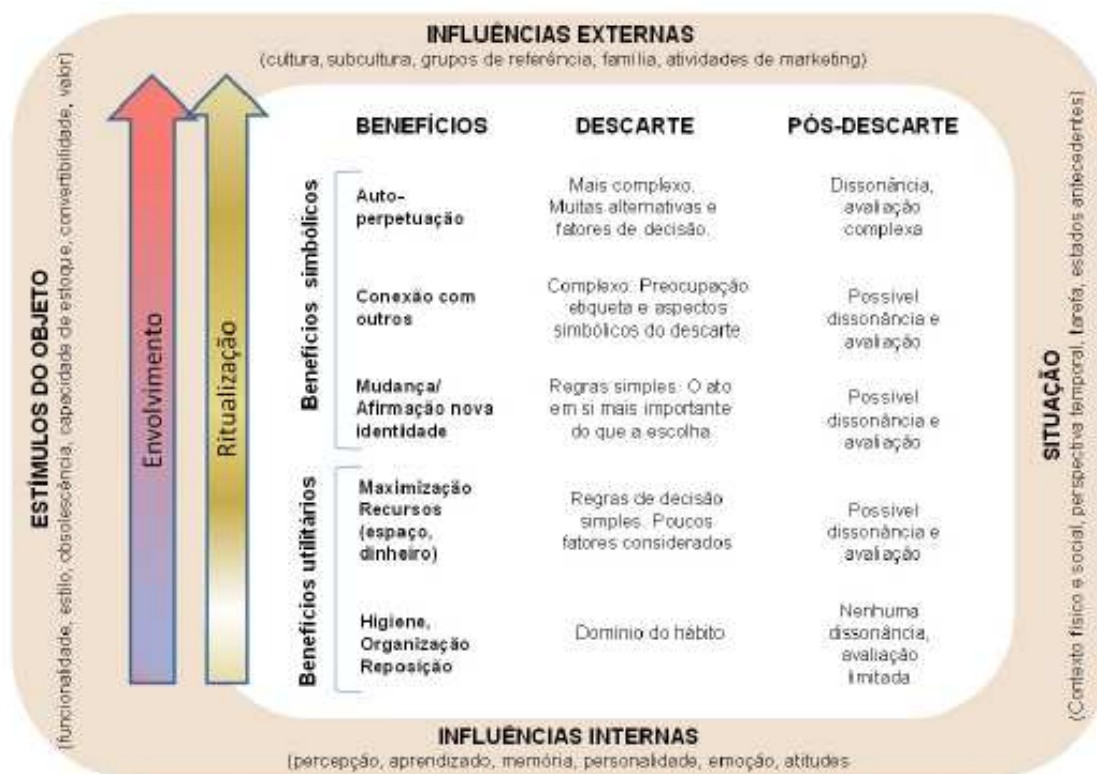 INFLUÊNCIAS EXTERNAS
(cultura, subcultura, grupos de referência, família, atividades de marketing)
ESTÍMULOS DO OBJETO
(funcionalidade, estilo, obsolescência, capacidade de estoque, convertibilidade, valor)
Envolvimento
Ritualização
BENEFÍCIOS
DESCARTE
PÓS-DESCARTE
Benefícios simbólicos
Auto-
perpetuação
Mais complexo.
Muitas alternativas e
fatores de decisão.
Dissonância,
avaliação
complexa
Conexão com
outros
Complexo. Preocupação
etiqueta e aspectos
simbólicos do descarte
Possível
dissonância e
avaliação
Mudança/
Afirmação nova
identidade
Regras simples. O ato
em si mais importante
do que a escolha
Possível
dissonância e
avaliação
Benefícios utilitários
Maximização
Recursos
(espaço,
dinheiro)
Regras de decisão
simples. Poucos
fatores considerados
Possível
dissonância e
avaliação
Higiene,
Organização
Reposição
Domínio do hábito
Nenhuma
dissonância,
avaliação
limitada
SITUAÇÃO
(Contexto físico e social, perspectiva temporal, tarefa, estados antecedentes)
INFLUÊNCIAS INTERNAS
(percepção, aprendizado, memória, personalidade, emoção, atitudes